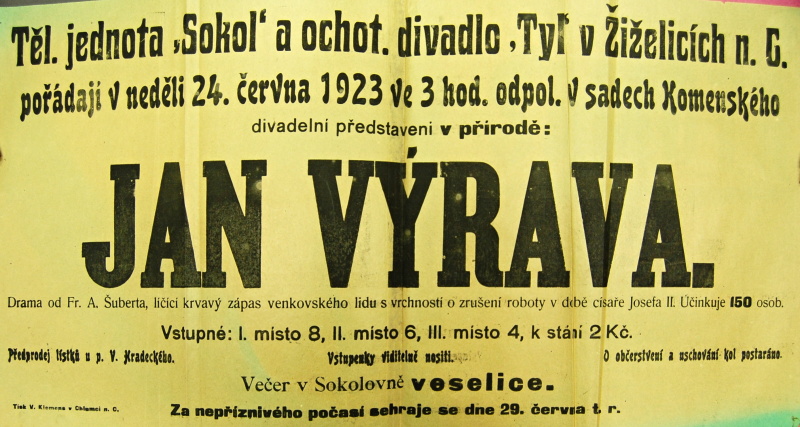 Těl. jednota „Sokol“ a ochot. divadlo „Tyl“ v Žiželicích n. C.
pořádají v neděli 24. června 1923 ve 3 hod. odpol. v sadech Komenského
divadelní představení v přírodě:
JAN VÝRAVA.
Drama od Fr. A. Šuberta, líčící krvavý zápas venkovského lidu s vrchností o zrušení roboty v době císaře Josefa II. Účinkuje 150 osob.
Vstupné: I. místo 8, II. místo 6, III. místo 4, k stání 2 Kč.
Předprodej lístků u p. V. Hradeckého. Vstupenky viditelně nositi. O občerstvení a uschování kol postaráno.
Večer v Sokolovně veselice.
Tisk V. Klemena v Chlumci n. C. Za nepříznivého počasí sehraje se dne 29. června t. r.